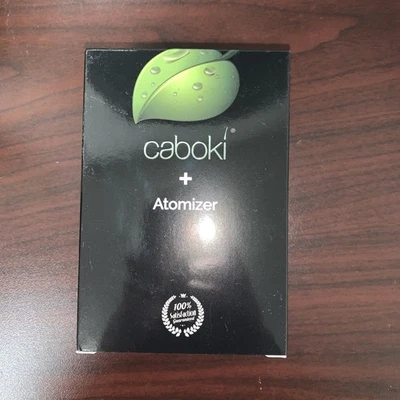 caboki®
+
Atomizer
100%
Satisfaction
Guaranteed